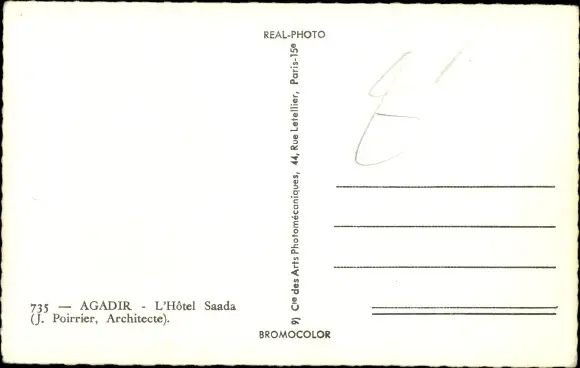 REAL-PHOTO
9) Cie des Arts Photomécaniques, 44, Rue Letellier, Paris-15e
735 — AGADIR - L'Hôtel Saada
(J. Poirrier, Architecte).
BROMOCOLOR